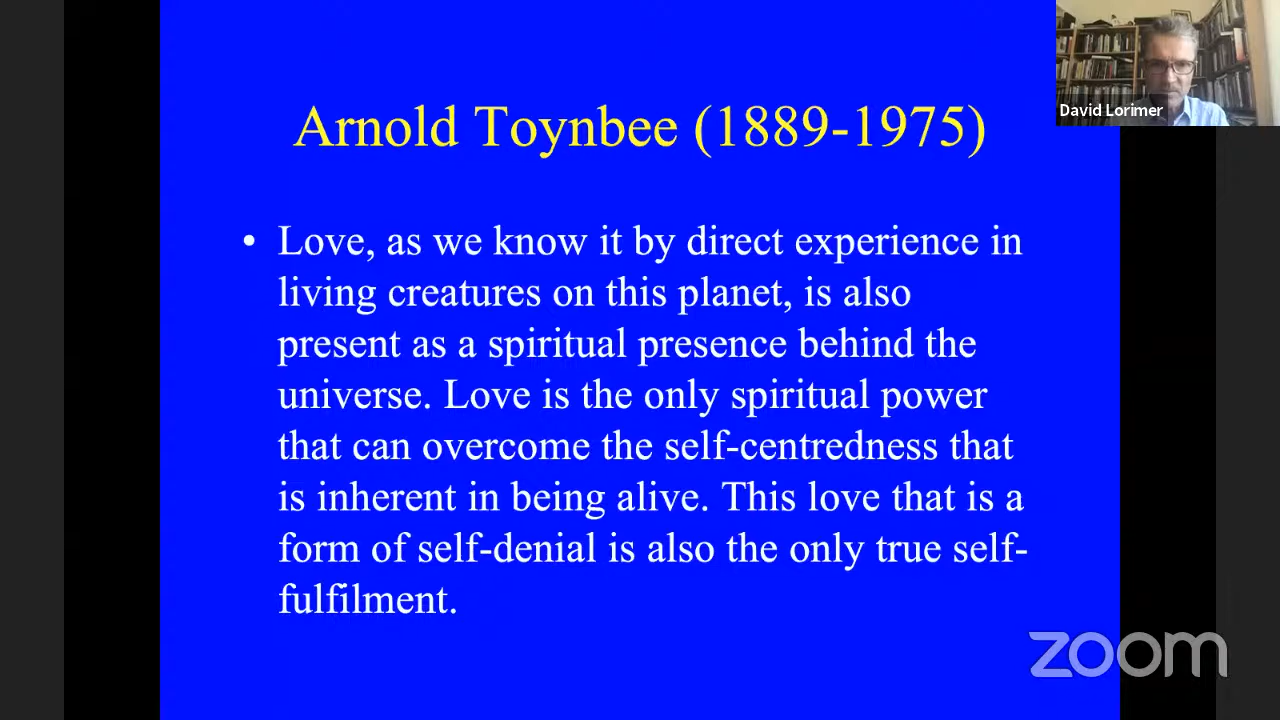 David Lorimer
Arnold Toynbee (1889-1975)
• Love, as we know it by direct experience in
living creatures on this planet, is also
present as a spiritual presence behind the
universe. Love is the only spiritual power
that can overcome the self-centredness that
is inherent in being alive. This love that is a
form of self-denial is also the only true self-
fulfilment.
zoom